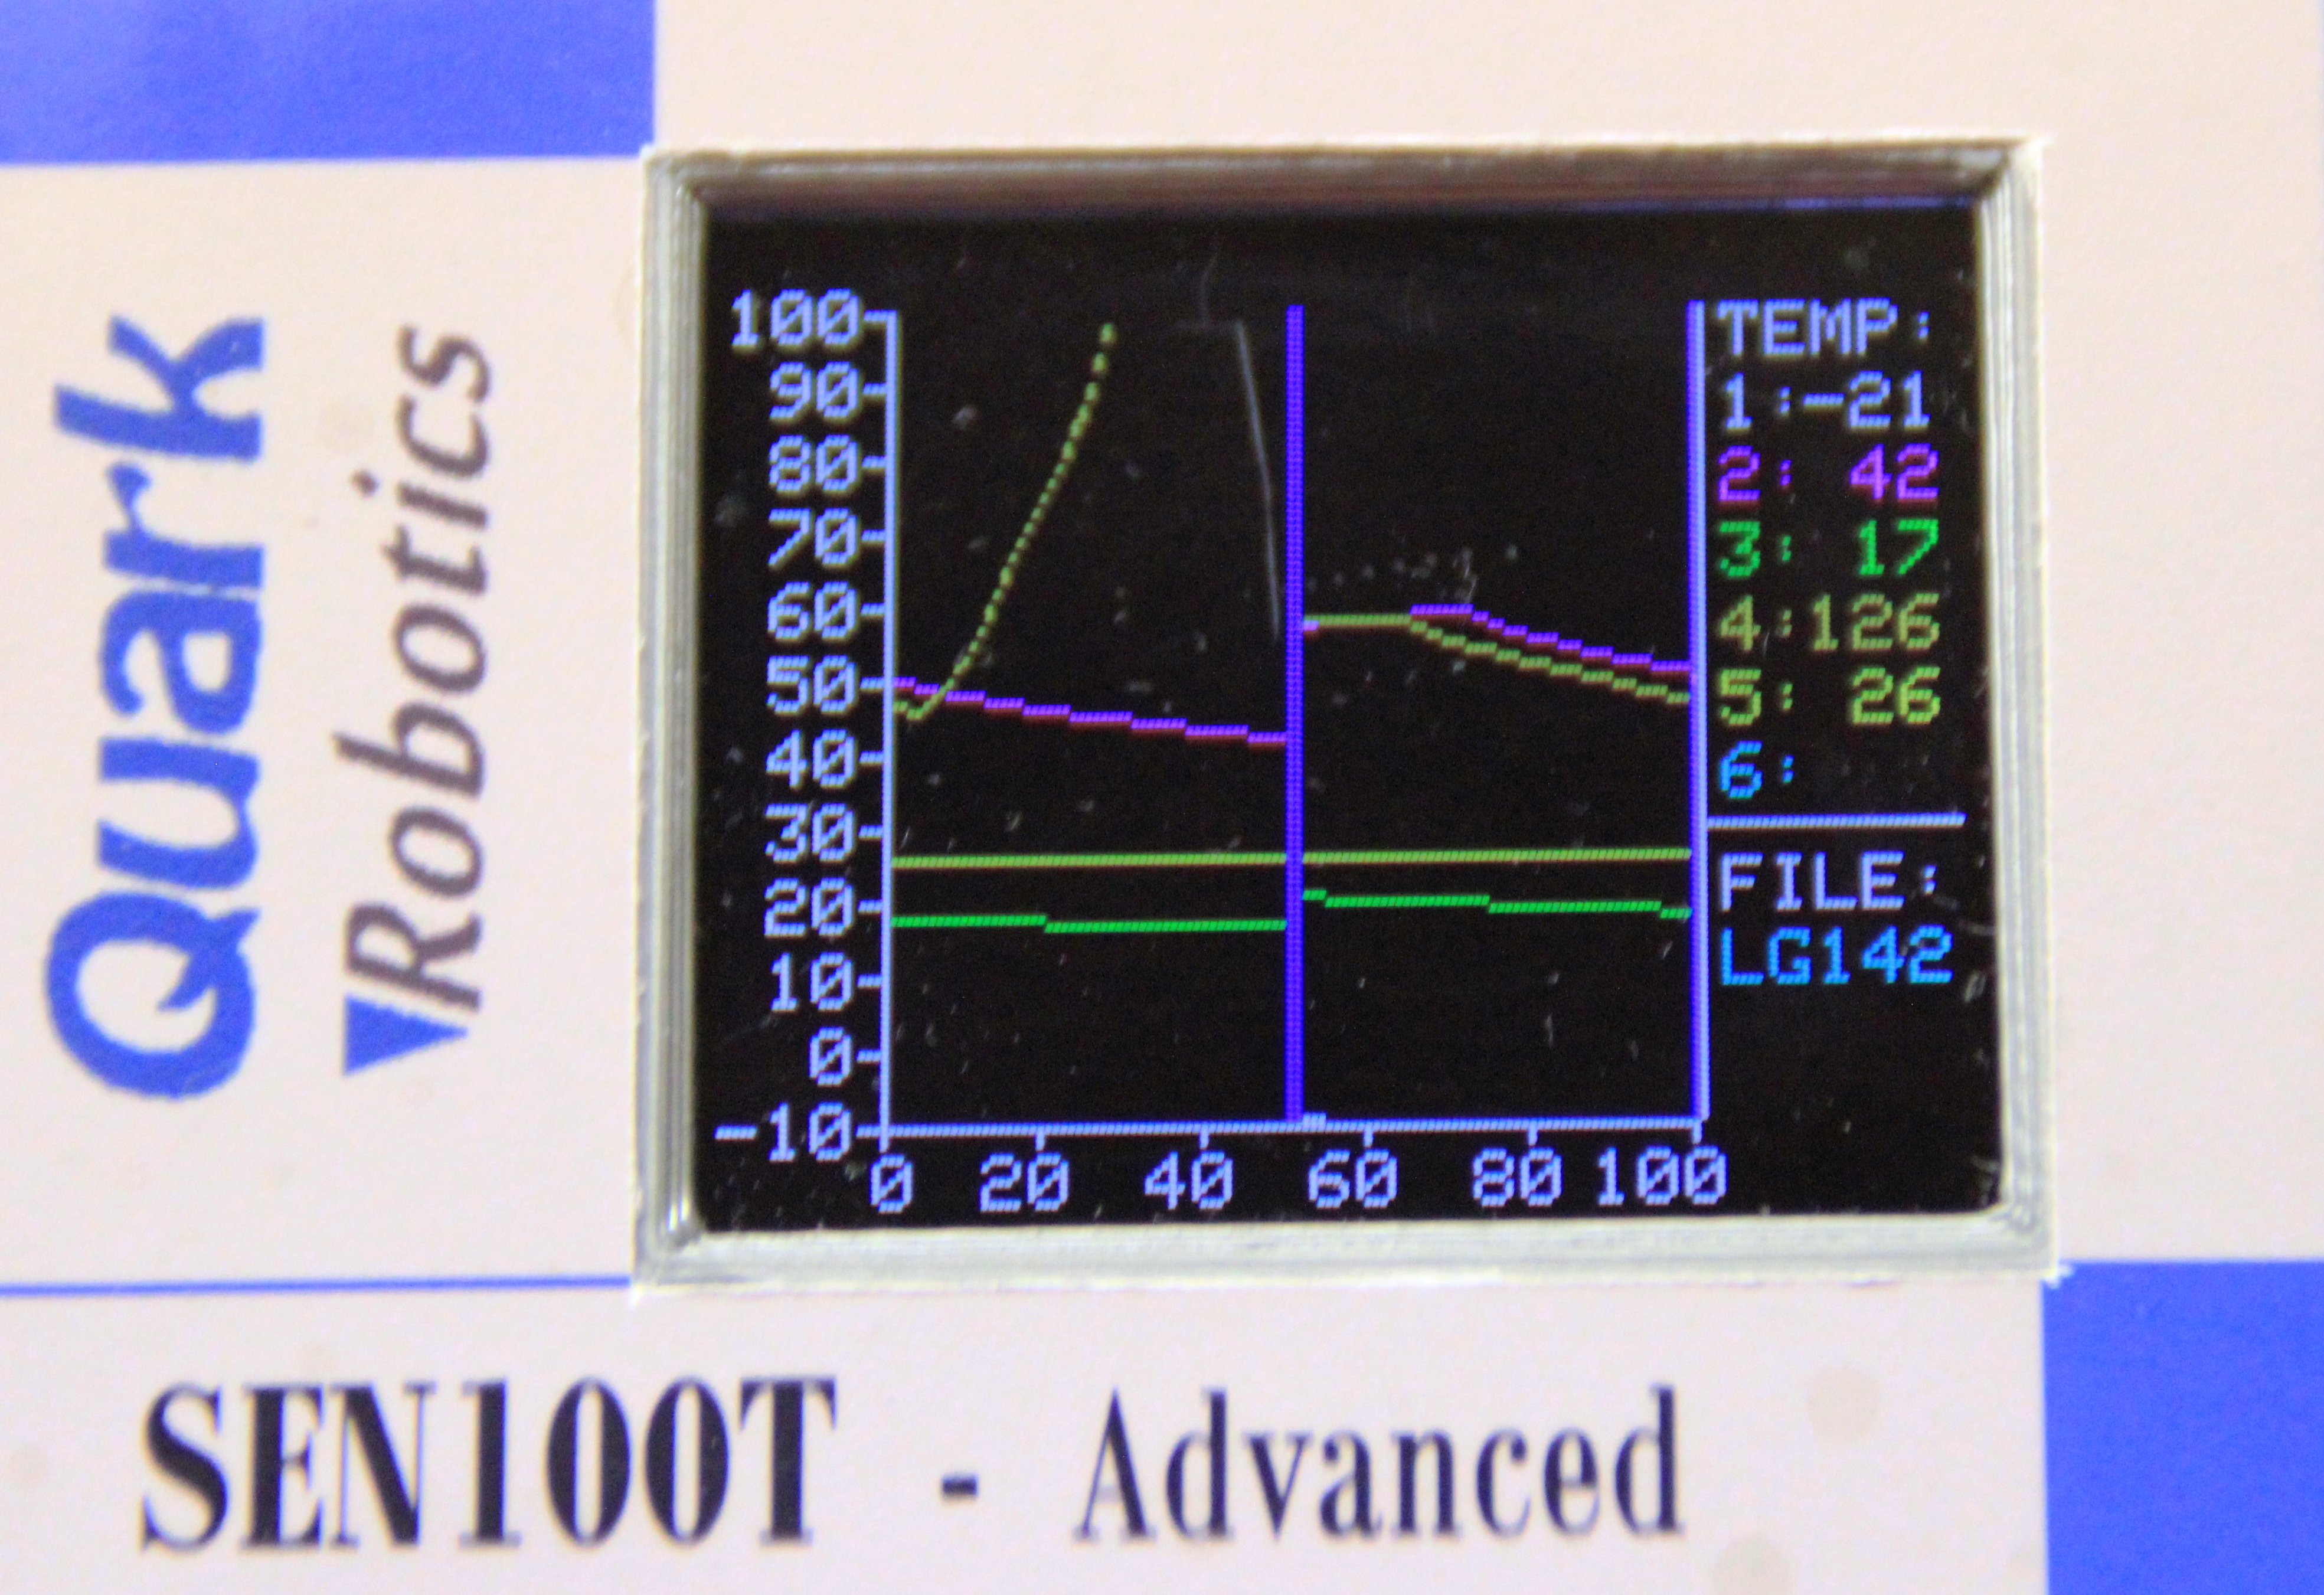 Quark
Robotics
100
90
80
70
60
50
40
30
20
10
0
-10
0 20 40 60 80 100
TEMP:
1:-21
2: 42
3: 17
4:126
5: 26
6:
FILE:
LG142
SEN100T - Advanced